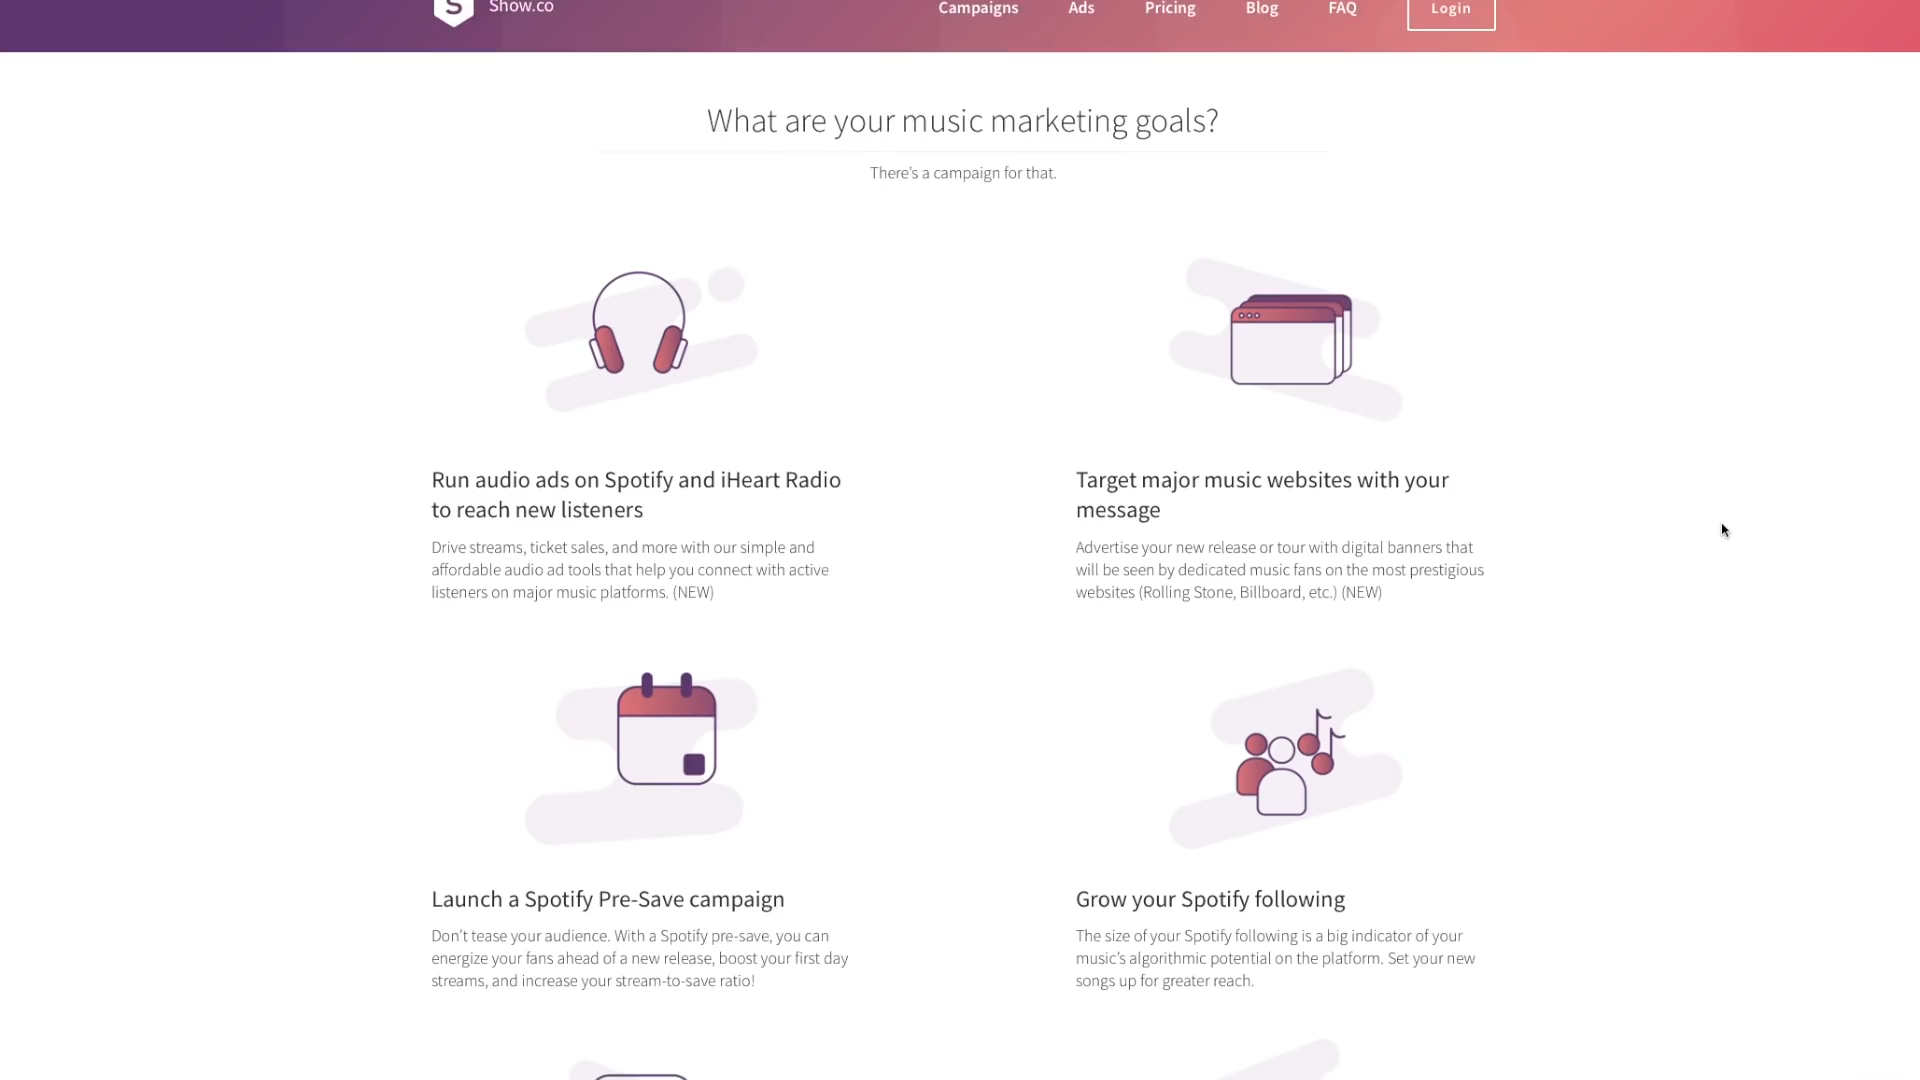 S Show.co Campaigns Ads Pricing Blog FAQ Login
What are your music marketing goals?
There's a campaign for that.
Run audio ads on Spotify and iHeart Radio
to reach new listeners
Drive streams, ticket sales, and more with our simple and
affordable audio ad tools that help you connect with active
listeners on major music platforms. (NEW)
Target major music websites with your
message
Advertise your new release or tour with digital banners that
will be seen by dedicated music fans on the most prestigious
websites (Rolling Stone, Billboard, etc.) (NEW)
Launch a Spotify Pre-Save campaign
Don't tease your audience. With a Spotify pre-save, you can
energize your fans ahead of a new release, boost your first day
streams, and increase your stream-to-save ratio!
Grow your Spotify following
The size of your Spotify following is a big indicator of your
music's algorithmic potential on the platform. Set your new
songs up for greater reach.